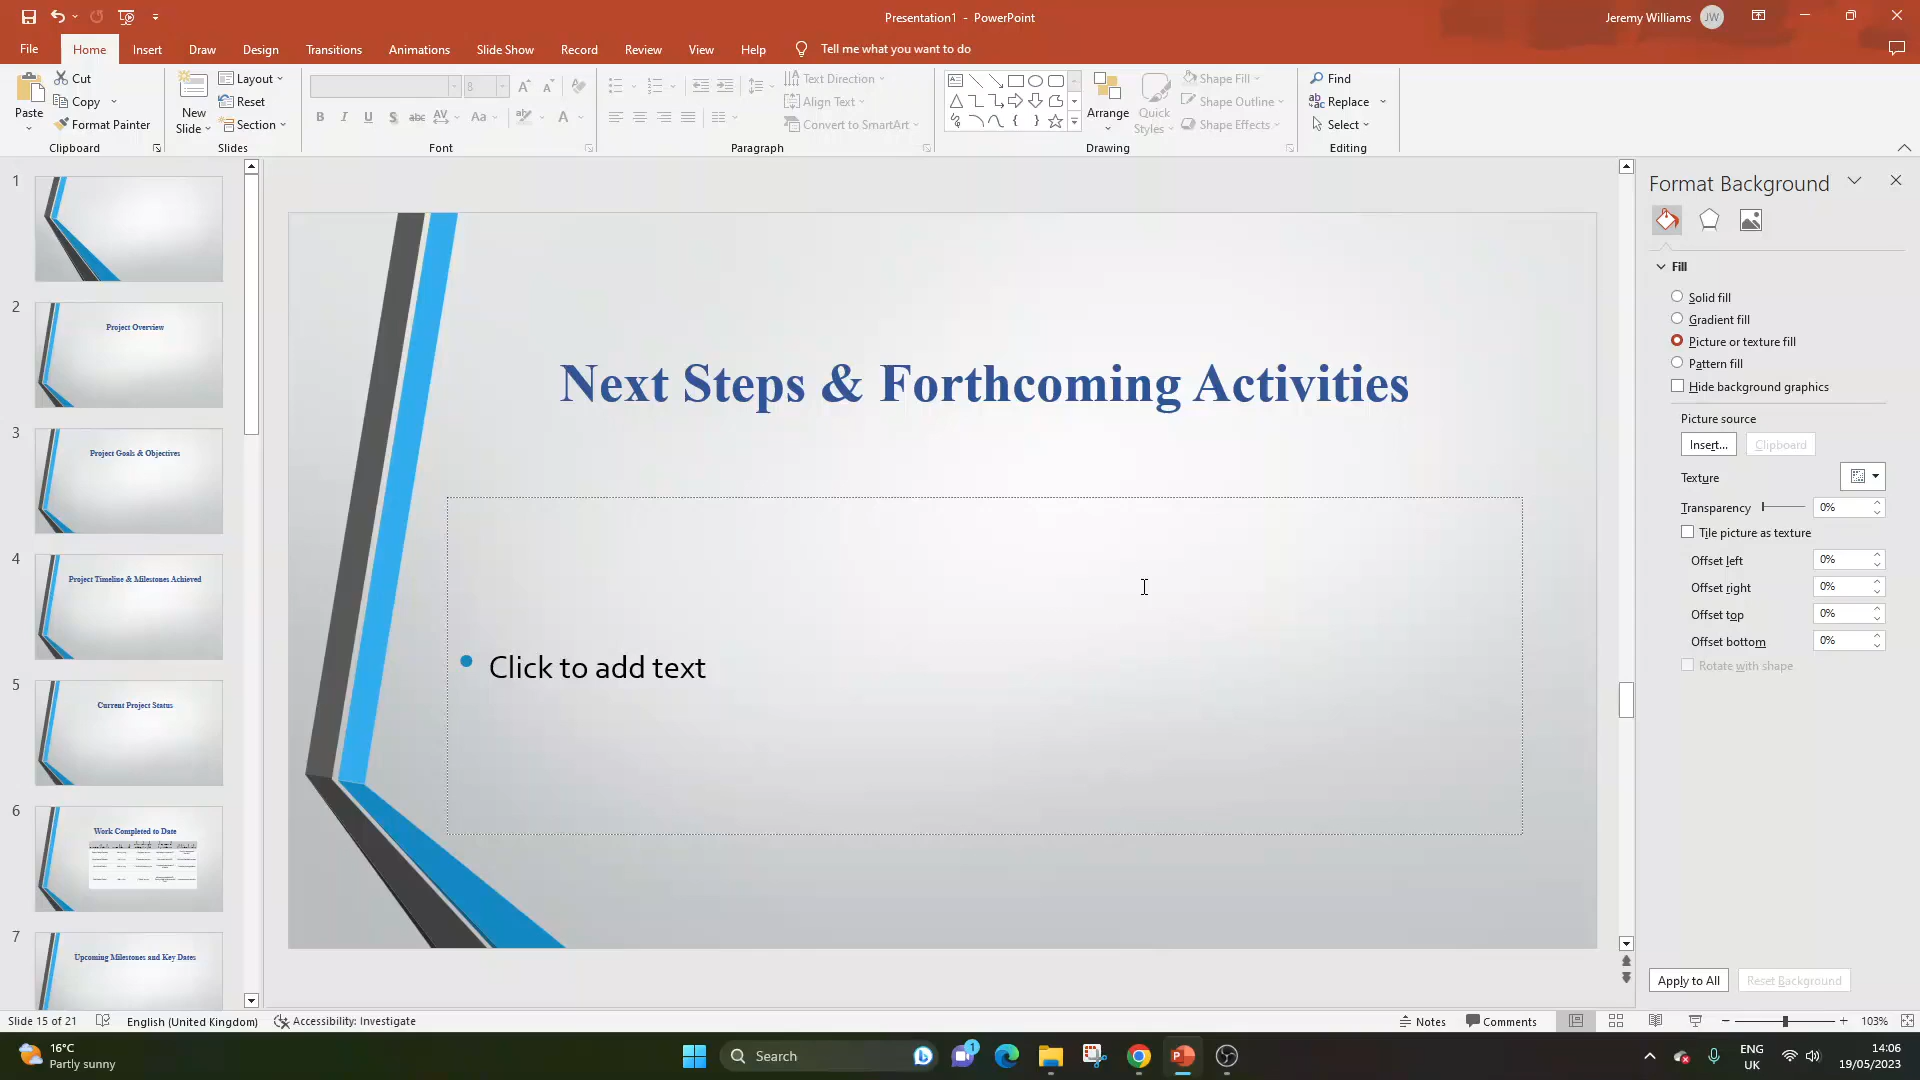 Presentation1 - PowerPoint
Jeremy Williams JW
File Home Insert Draw Design Transitions Animations Slide Show Record Review View Help Tell me what you want to do
Paste
Cut
Copy
Format Painter
Clipboard
New Slide
Layout
Reset
Section
Slides
8
B I U S abc AV Aa A
Font
Text Direction
Align Text
Convert to SmartArt
Paragraph
Arrange
Quick Styles
Shape Fill
Shape Outline
Shape Effects
Drawing
Find
Replace
Select
Editing
1
2
Project Overview
3
Project Goals & Objectives
4
Project Timeline & Milestones Achieved
5
Current Project Status
6
Work Completed to Date
7
Upcoming Milestones and Key Dates
Next Steps & Forthcoming Activities
Click to add text
Format Background
Fill
Solid fill
Gradient fill
Picture or texture fill
Pattern fill
Hide background graphics
Picture source
Insert... Clipboard
Texture
Transparency 0%
Tile picture as texture
Offset left 0%
Offset right 0%
Offset top 0%
Offset bottom 0%
Rotate with shape
Apply to All Reset Background
Slide 15 of 21 English (United Kingdom) Accessibility: Investigate Notes Comments 103%
16°C
Partly sunny
Search
1
ENG
UK
14:06
19/05/2023